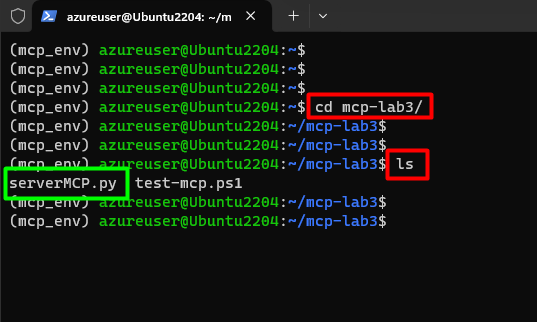 azureuser@Ubuntu2204: ~/m
(mcp_env) azureuser@Ubuntu2204:~$
(mcp_env) azureuser@Ubuntu2204:~$
(mcp_env) azureuser@Ubuntu2204:~$
(mcp_env) azureuser@Ubuntu2204:~$ cd mcp-lab3/
(mcp_env) azureuser@Ubuntu2204:~/mcp-lab3$
(mcp_env) azureuser@Ubuntu2204:~/mcp-lab3$
(mcp_env) azureuser@Ubuntu2204:~/mcp-lab3$ ls
serverMCP.py test-mcp.ps1
(mcp_env) azureuser@Ubuntu2204:~/mcp-lab3$
(mcp_env) azureuser@Ubuntu2204:~/mcp-lab3$